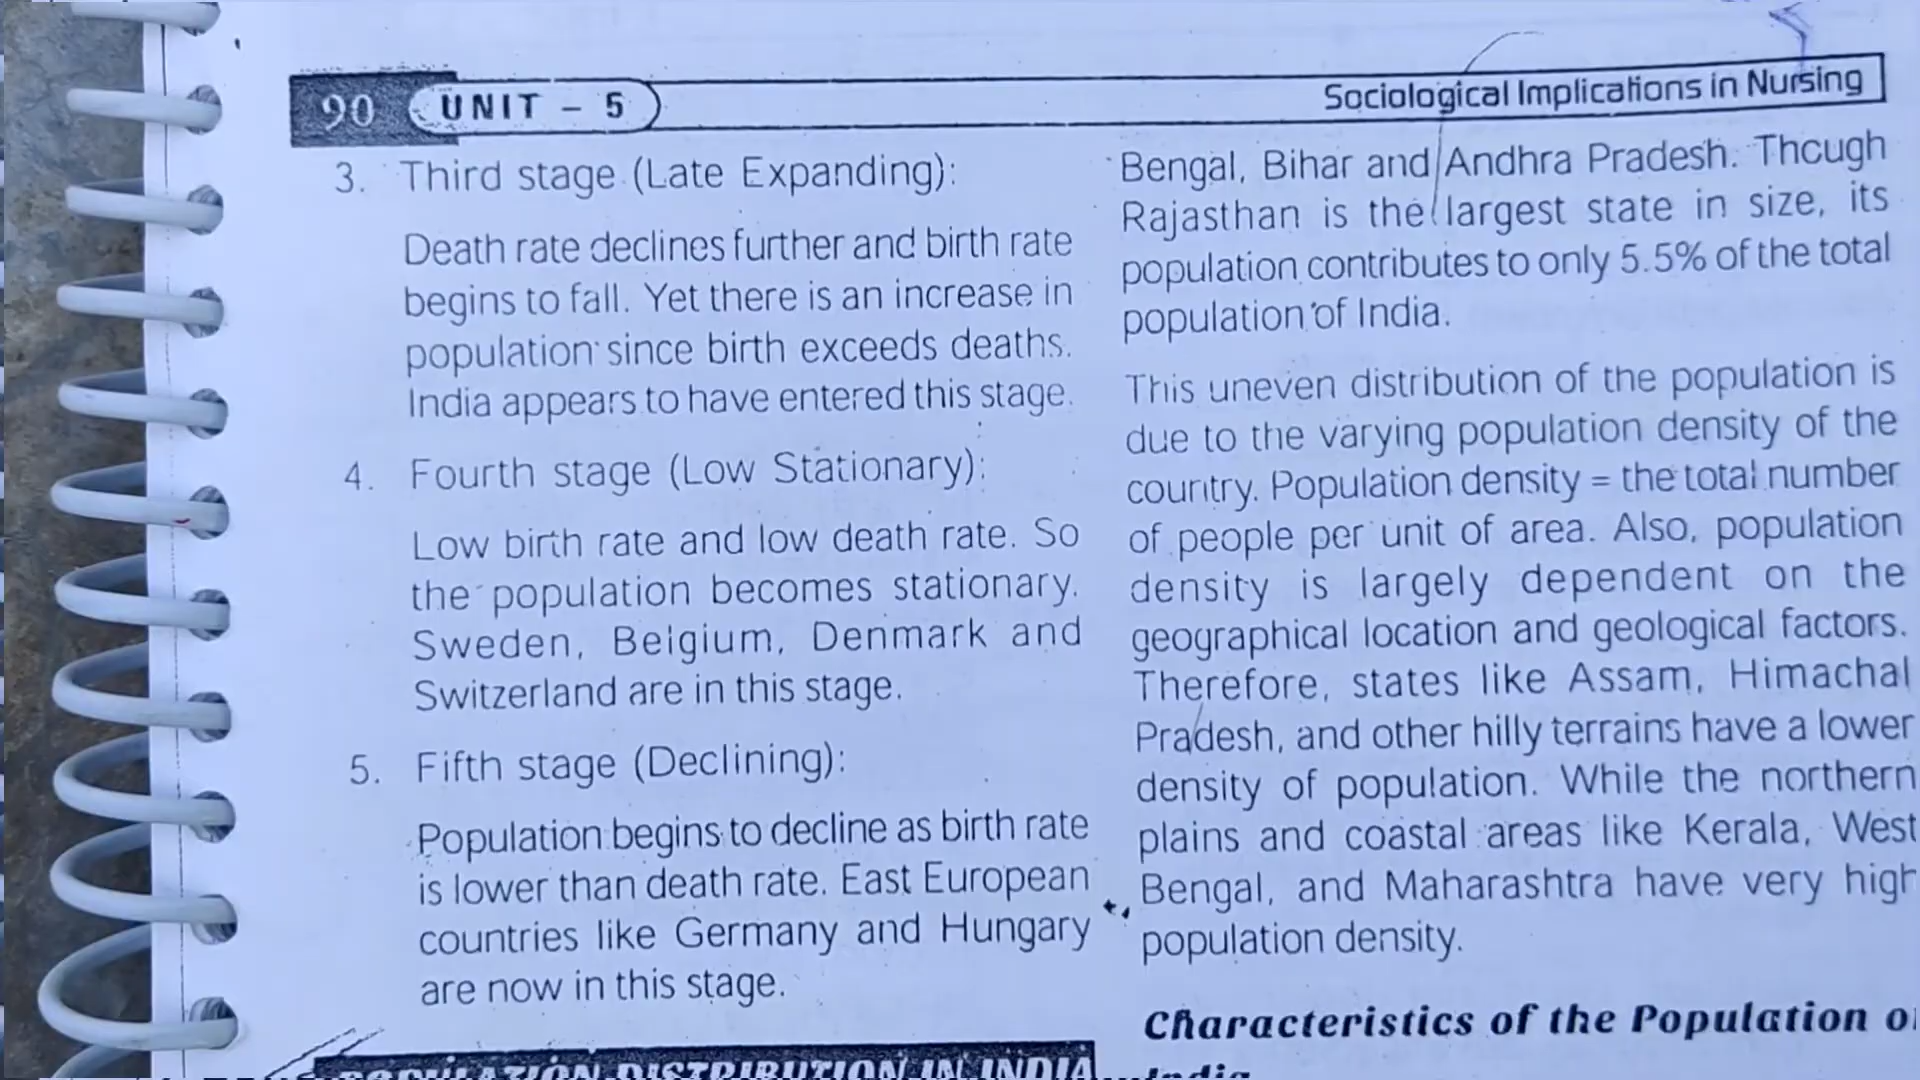 90 UNIT – 5 Sociological Implications in Nursing
3. Third stage (Late Expanding):
Death rate declines further and birth rate
begins to fall. Yet there is an increase in
population since birth exceeds deaths.
India appears to have entered this stage.
4. Fourth stage (Low Stationary):
Low birth rate and low death rate. So
the population becomes stationary.
Sweden, Belgium, Denmark and
Switzerland are in this stage.
5. Fifth stage (Declining):
Population begins to decline as birth rate
is lower than death rate. East European
countries like Germany and Hungary
are now in this stage.
POPULATION DISTRIBUTION IN INDIA
Bengal, Bihar and Andhra Pradesh. Though
Rajasthan is the largest state in size, its
population contributes to only 5.5% of the total
population of India.
This uneven distribution of the population is
due to the varying population density of the
country. Population density = the total number
of people per unit of area. Also, population
density is largely dependent on the
geographical location and geological factors.
Therefore, states like Assam, Himachal
Pradesh, and other hilly terrains have a lower
density of population. While the northern
plains and coastal areas like Kerala, West
Bengal, and Maharashtra have very high
population density.
Characteristics of the Population of
India